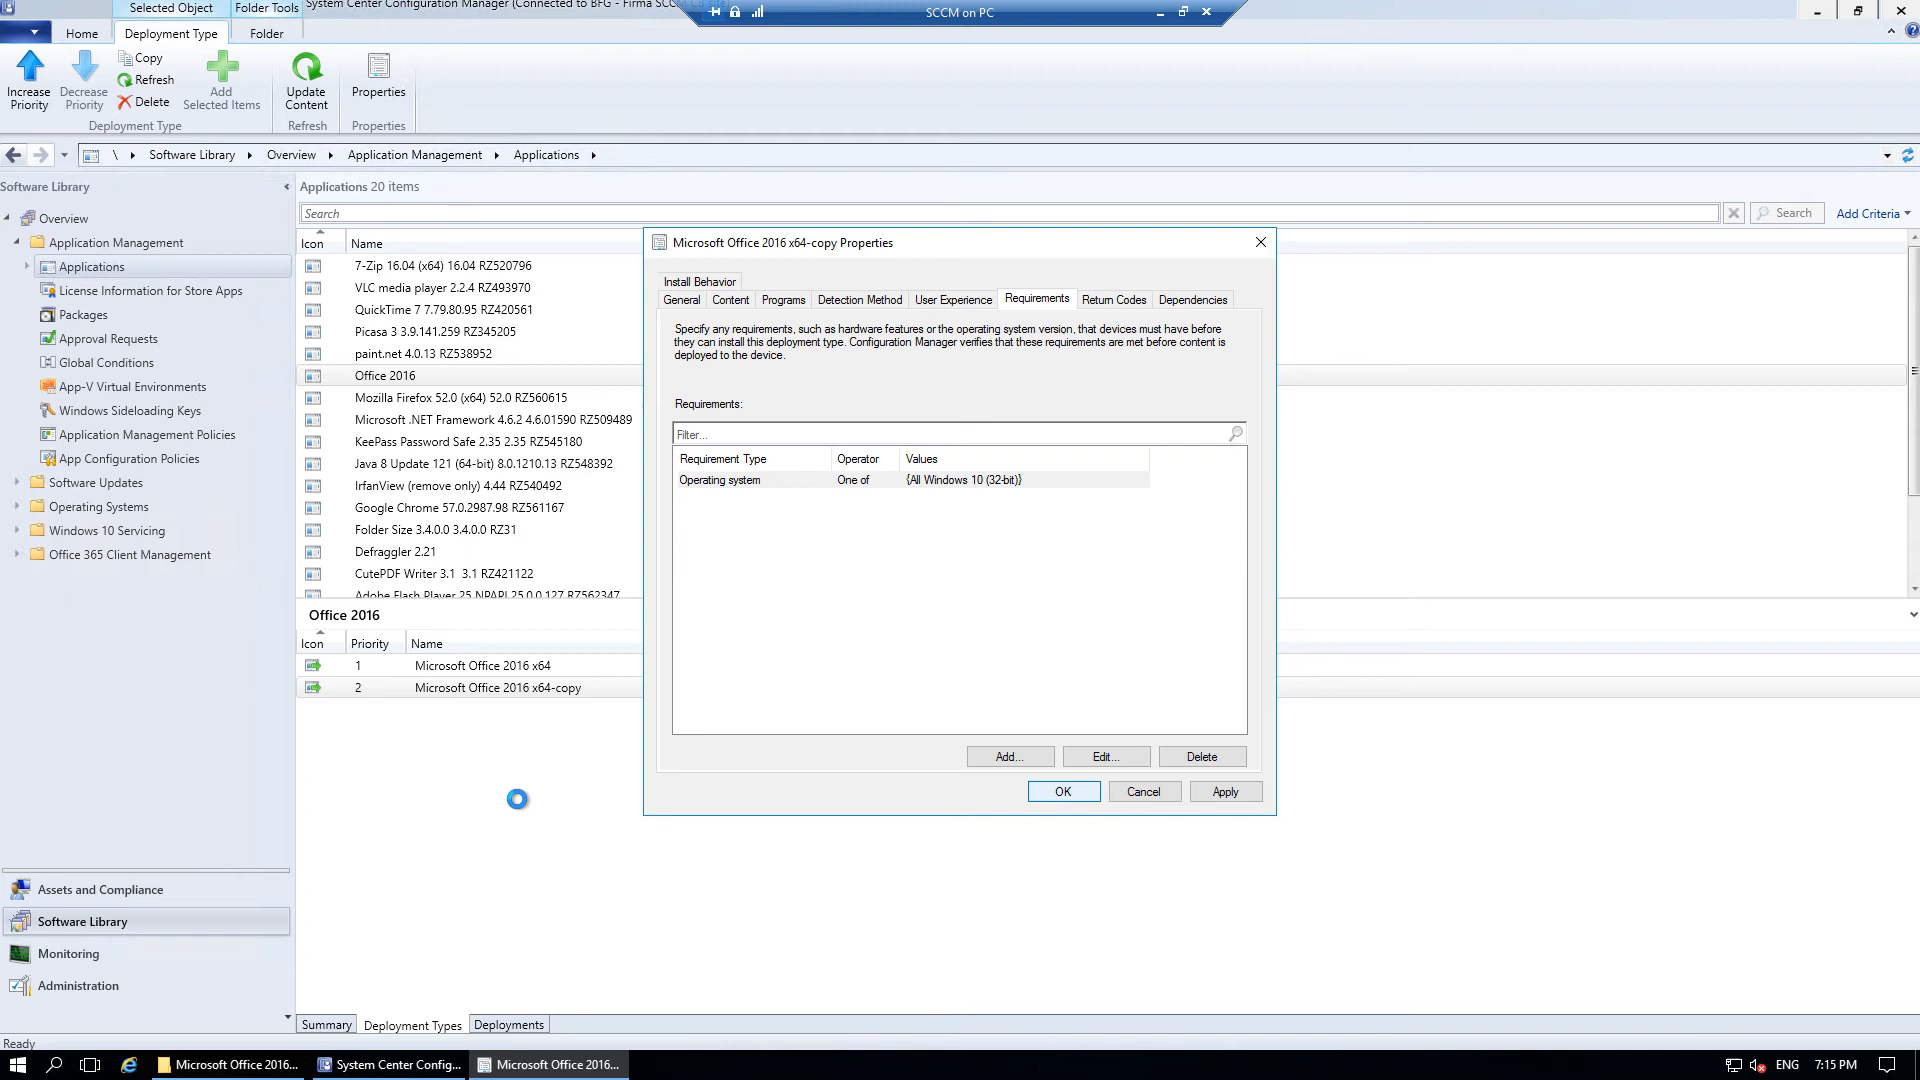 Selected Object
Folder Tools
System Center Configuration Manager (Connected to BFG - Firma SCCM
SCCM on PC
Home
Deployment Type
Folder
Increase Priority
Decrease Priority
Copy
Refresh
Delete
Add Selected Items
Update Content
Properties
Deployment Type
Refresh
Properties
\
Software Library
Overview
Application Management
Applications
Software Library
Overview
Application Management
Applications
License Information for Store Apps
Packages
Approval Requests
Global Conditions
App-V Virtual Environments
Windows Sideloading Keys
Application Management Policies
App Configuration Policies
Software Updates
Operating Systems
Windows 10 Servicing
Office 365 Client Management
Assets and Compliance
Software Library
Monitoring
Administration
Applications 20 items
Search
Search
Add Criteria
Icon
Name
7-Zip 16.04 (x64) 16.04 RZ520796
VLC media player 2.2.4 RZ493970
QuickTime 7 7.79.80.95 RZ420561
Picasa 3 3.9.141.259 RZ345205
paint.net 4.0.13 RZ538952
Office 2016
Mozilla Firefox 52.0 (x64) 52.0 RZ560615
Microsoft .NET Framework 4.6.2 4.6.01590 RZ509489
KeePass Password Safe 2.35 2.35 RZ545180
Java 8 Update 121 (64-bit) 8.0.1210.13 RZ548392
IrfanView (remove only) 4.44 RZ540492
Google Chrome 57.0.2987.98 RZ561167
Folder Size 3.4.0.0 3.4.0.0 RZ31
Defraggler 2.21
CutePDF Writer 3.1 3.1 RZ421122
Adobe Flash Player 25 NPAPI 25.0.0.127 RZ562347
Office 2016
Icon
Priority
Name
1
Microsoft Office 2016 x64
2
Microsoft Office 2016 x64-copy
Summary
Deployment Types
Deployments
Microsoft Office 2016 x64-copy Properties
Install Behavior
General
Content
Programs
Detection Method
User Experience
Requirements
Return Codes
Dependencies
Specify any requirements, such as hardware features or the operating system version, that devices must have before
they can install this deployment type. Configuration Manager verifies that these requirements are met before content is
deployed to the device.
Requirements:
Filter...
Requirement Type
Operator
Values
Operating system
One of
{All Windows 10 (32-bit)}
Add...
Edit...
Delete
OK
Cancel
Apply
Ready
Microsoft Office 2016...
System Center Config...
Microsoft Office 2016...
ENG
7:15 PM